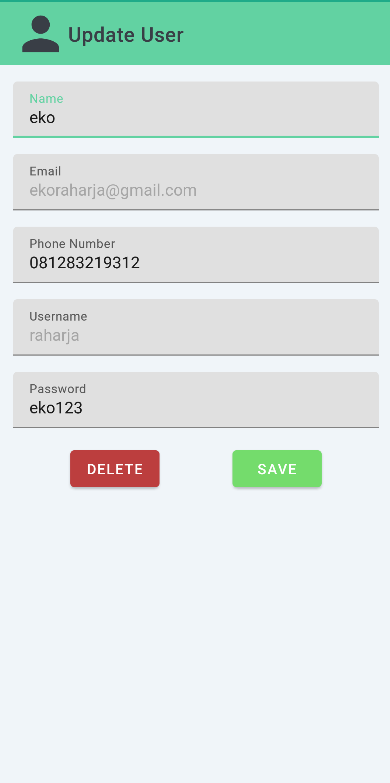 Update User
Name
eko
Email
ekoraharja@gmail.com
Phone Number
081283219312
Username
raharja
Password
eko123
DELETE
SAVE